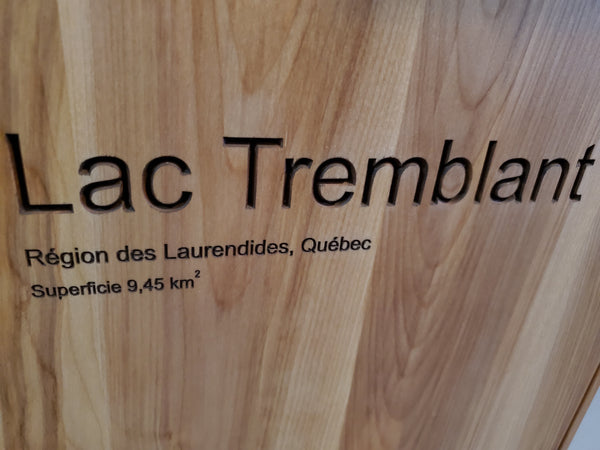 Lac Tremblant
Région des Laurendides, Québec
Superficie 9,45 km²